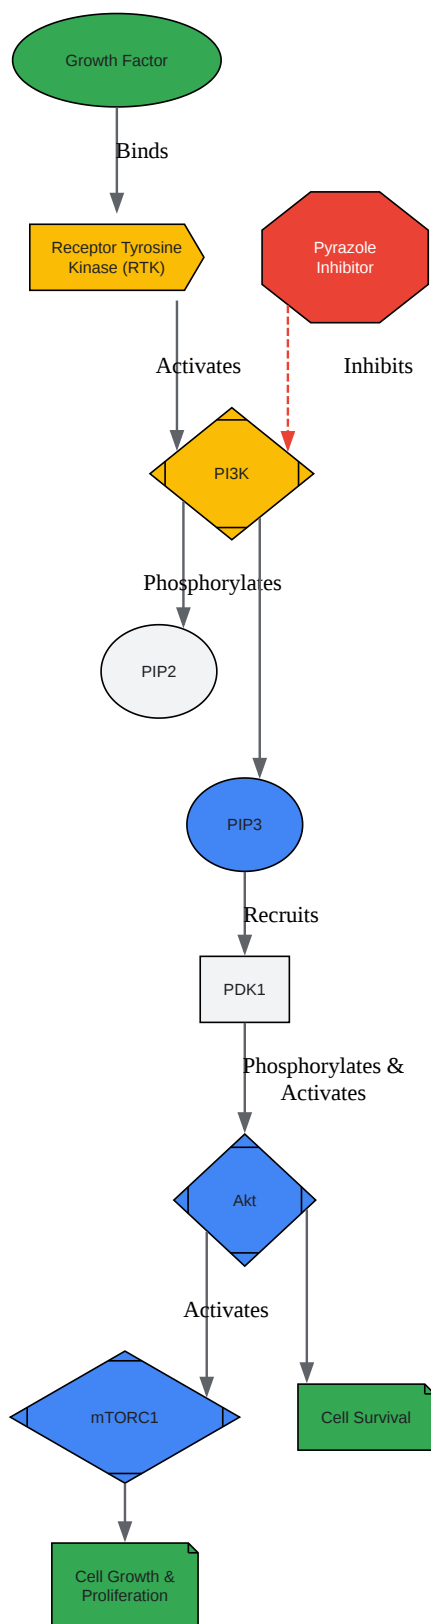 Growth Factor
Binds
Receptor Tyrosine
Kinase (RTK)
Pyrazole
Inhibitor
Activates
Inhibits
PI3K
Phosphorylates
PIP2
PIP3
Recruits
PDK1
Phosphorylates &
Activates
Akt
Activates
mTORC1
Cell Survival
Cell Growth &
Proliferation